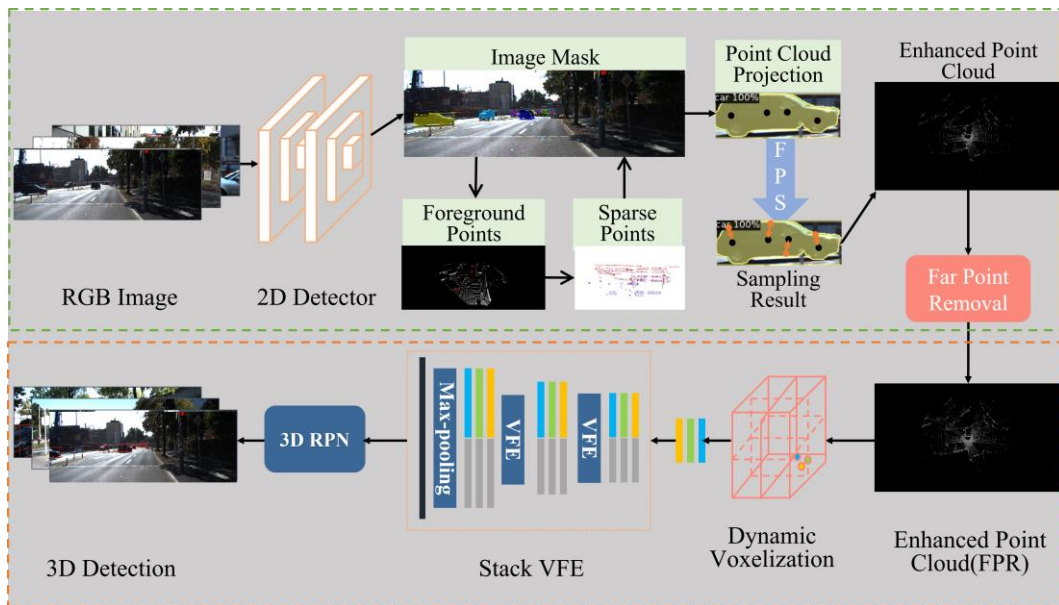 Image Mask
Point Cloud
Projection
Enhanced Point
Cloud
car 100%
F
P
S
Foreground
Points
Sparse
Points
car 100%
RGB Image
2D Detector
Sampling
Result
Far Point
Removal
Max-pooling
VFE
VFE
3D RPN
3D Detection
Stack VFE
Dynamic
Voxelization
Enhanced Point
Cloud(FPR)